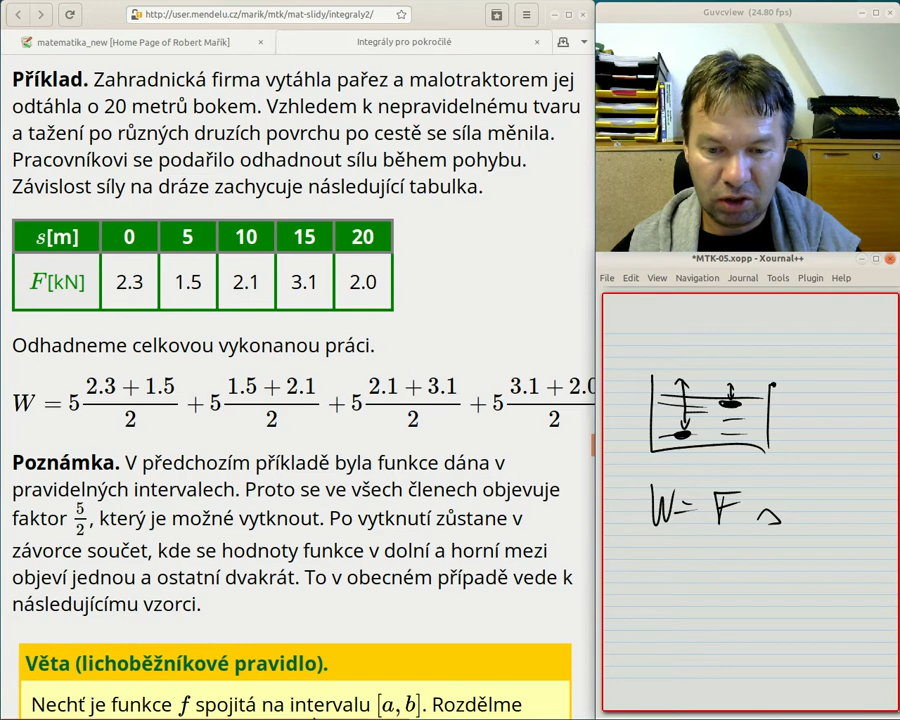 http://user.mendelu.cz/marik/mtk/mat-slidy/integraly2/
matematika_new [Home Page of Robert Mařík]
Integrály pro pokročilé
Příklad. Zahradnická firma vytáhla pařez a malotraktorem jej
odtáhla o 20 metrů bokem. Vzhledem k nepravidelnému tvaru
a tažení po různých druzích povrchu po cestě se síla měnila.
Pracovníkovi se podařilo odhadnout sílu během pohybu.
Závislost síly na dráze zachycuje následující tabulka.
s[m] 0 5 10 15 20
F[kN] 2.3 1.5 2.1 3.1 2.0
Odhadneme celkovou vykonanou práci.
W = 5 (2.3 + 1.5)/2 + 5 (1.5 + 2.1)/2 + 5 (2.1 + 3.1)/2 + 5 (3.1 + 2.0)/2
Poznámka. V předchozím příkladě byla funkce dána v
pravidelných intervalech. Proto se ve všech členech objevuje
faktor 5/2, který je možné vytknout. Po vytknutí zůstane v
závorce součet, kde se hodnoty funkce v dolní a horní mezi
objeví jednou a ostatní dvakrát. To v obecném případě vede k
následujícímu vzorci.
Věta (lichoběžníkové pravidlo).
Nechť je funkce f spojitá na intervalu [a, b]. Rozdělme
Guvcview (24.80 fps)
*MTK-05.xopp - Xournal++
File Edit View Navigation Journal Tools Plugin Help
W = F